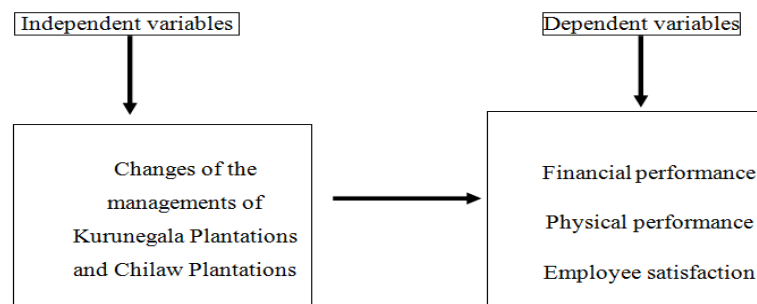 Independent variables
Dependent variables
Changes of the
managements of
Kurunegala Plantations
and Chilaw Plantations
Financial performance
Physical performance
Employee satisfaction